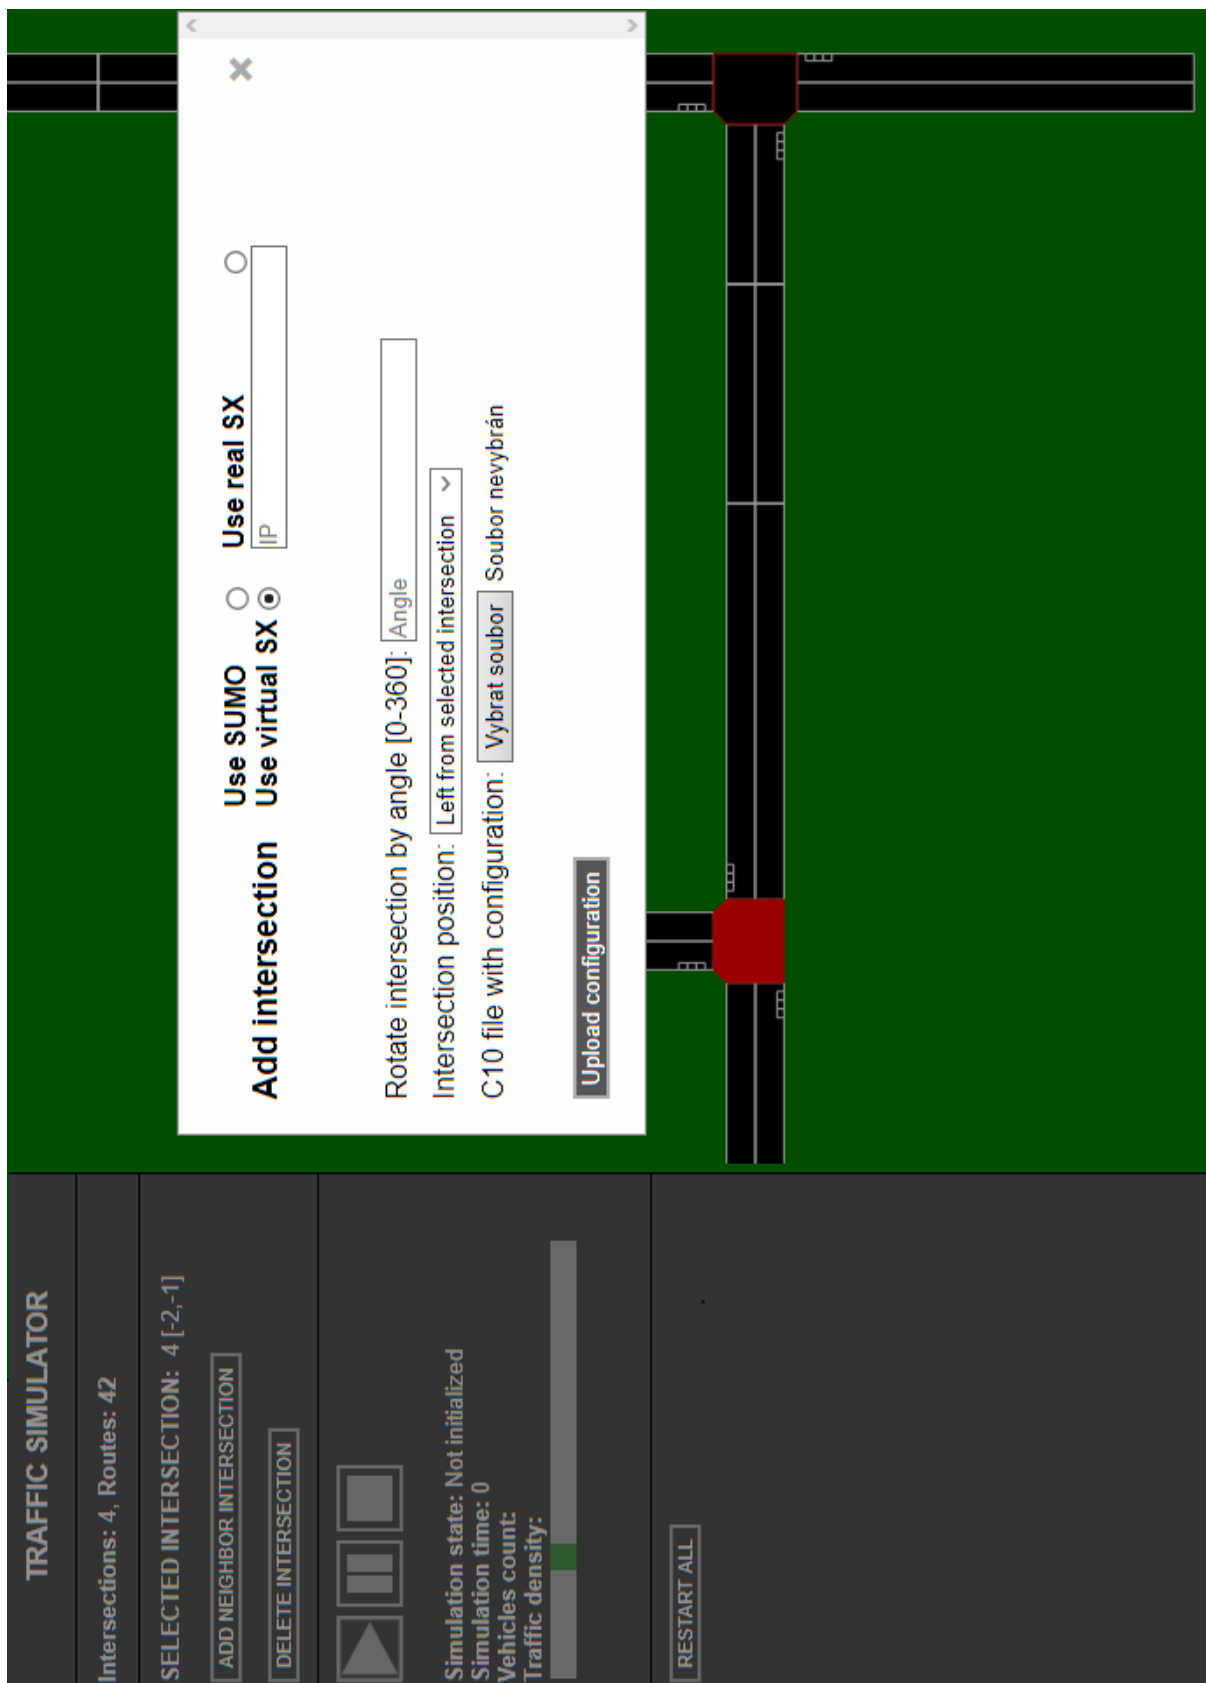 TRAFFIC SIMULATOR
Intersections: 4, Routes: 42
SELECTED INTERSECTION: 4 [-2,-1]
ADD NEIGHBOR INTERSECTION
DELETE INTERSECTION
Simulation state: Not initialized
Simulation time: 0
Vehicles count:
Traffic density:
RESTART ALL
Add intersection
Use SUMO
Use virtual SX
Use real SX
IP
Rotate intersection by angle [0-360]: Angle
Intersection position: Left from selected intersection
C10 file with configuration: Vybrat soubor Soubor nevybrán
Upload configuration